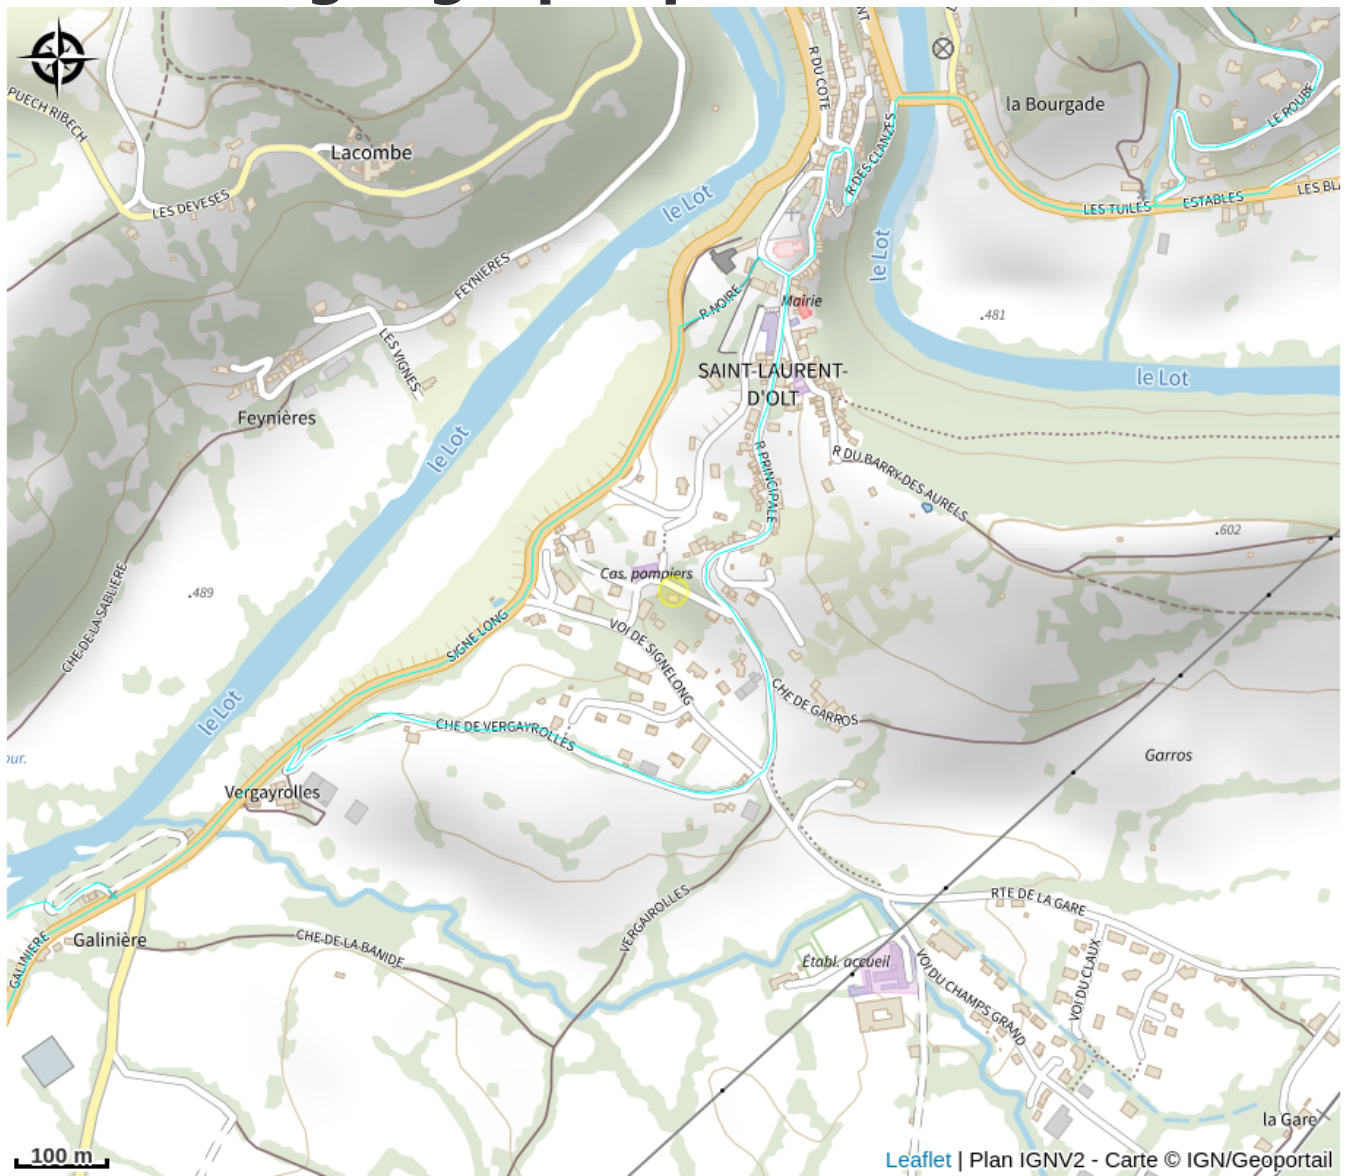 R DU COTE
PUECH RIBECH
la Bourgade
LE ROUBE
R DES CLANZES
Lacombe
LES DEVESES
le Lot
LES TUILES
ESTABLES
LES BLA
le Lot
FEYNIERES
R NOIRE
Mairie
.481
LES VIGNES
SAINT-LAURENT-
D'OLT
le Lot
Feynières
le Lot
R PRINCIPALE
R DU BARRY DES AURELS
.602
Cas. pompiers
.489
CHE DE LA SABLIERE
SIGNE LONG
VOI DE SIGNELONG
le Lot
CHE DE GARROS
CHE DE VERGAYROLLES
Garros
our.
Vergayrolles
RTE DE LA GARE
VERGAIROLLES
Galinière
CHE DE LA BANIDE
GALINIERE
Établ. accueil
VOI DU CHAMPS GRAND
VOI DU CLAUX
la Gare
100 m
Leaflet | Plan IGNV2 - Carte © IGN/Geoportail